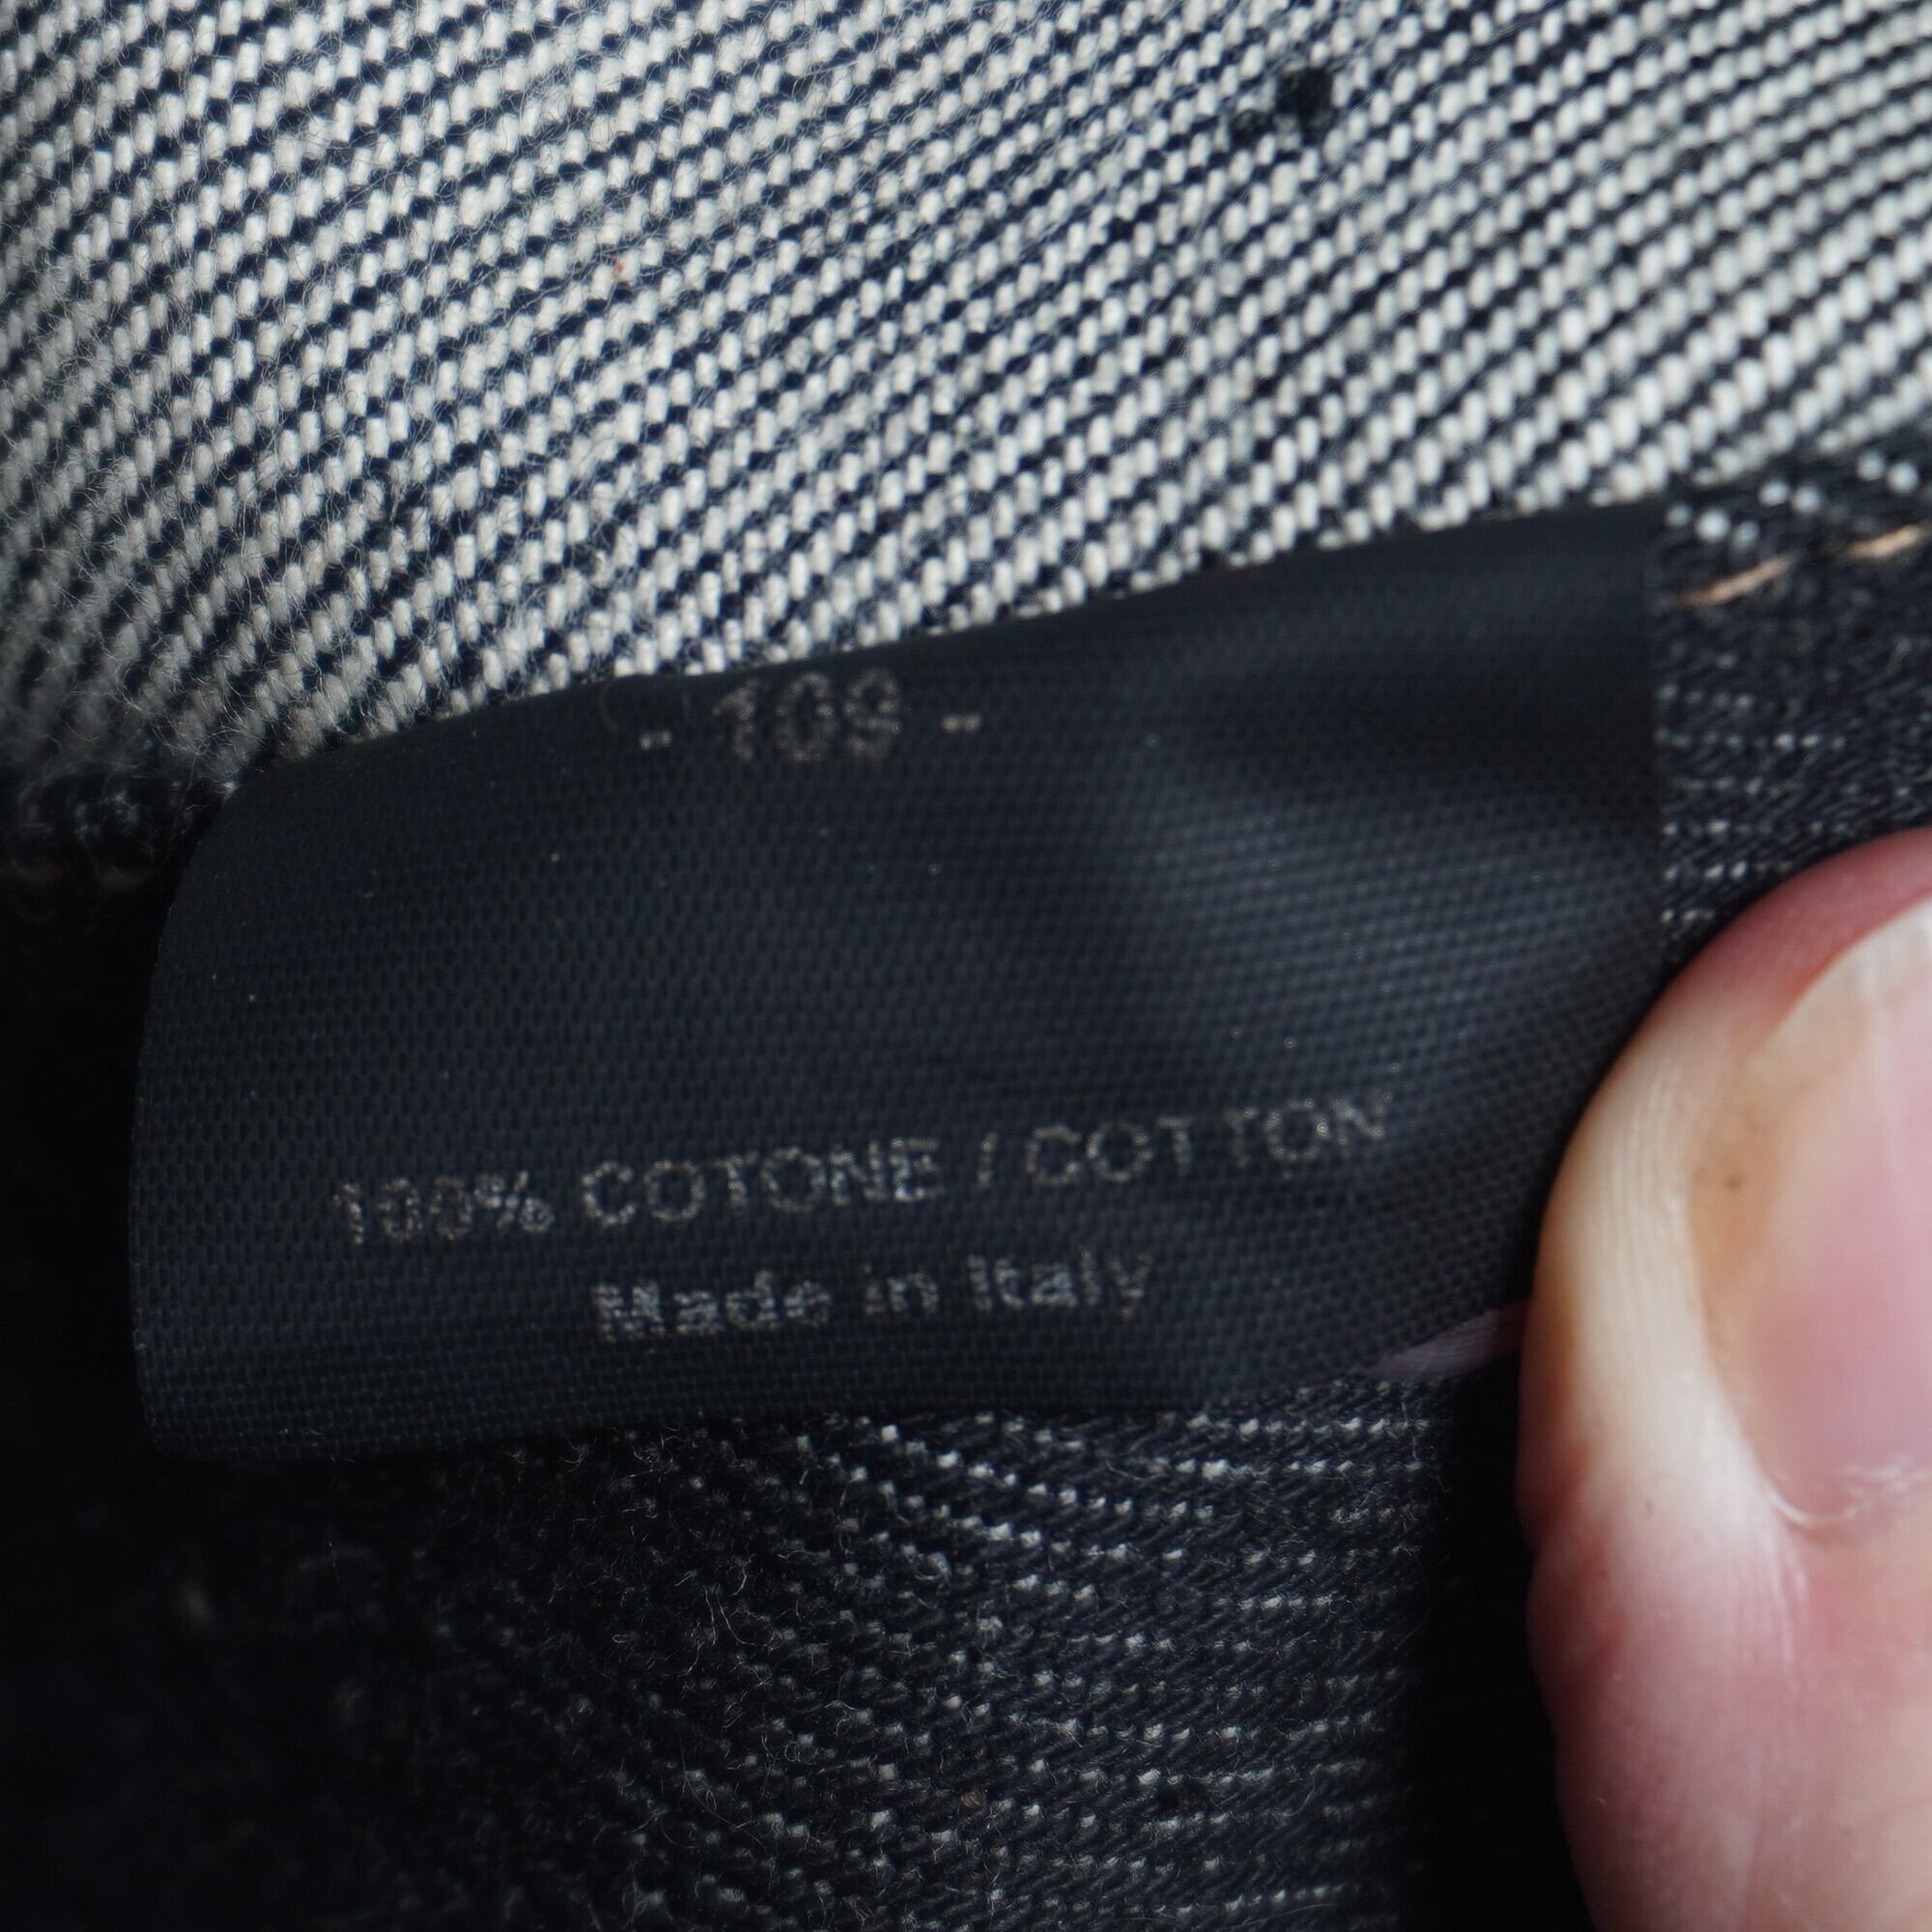 - 109 -
100% COTONE / COTTON
Made in Italy